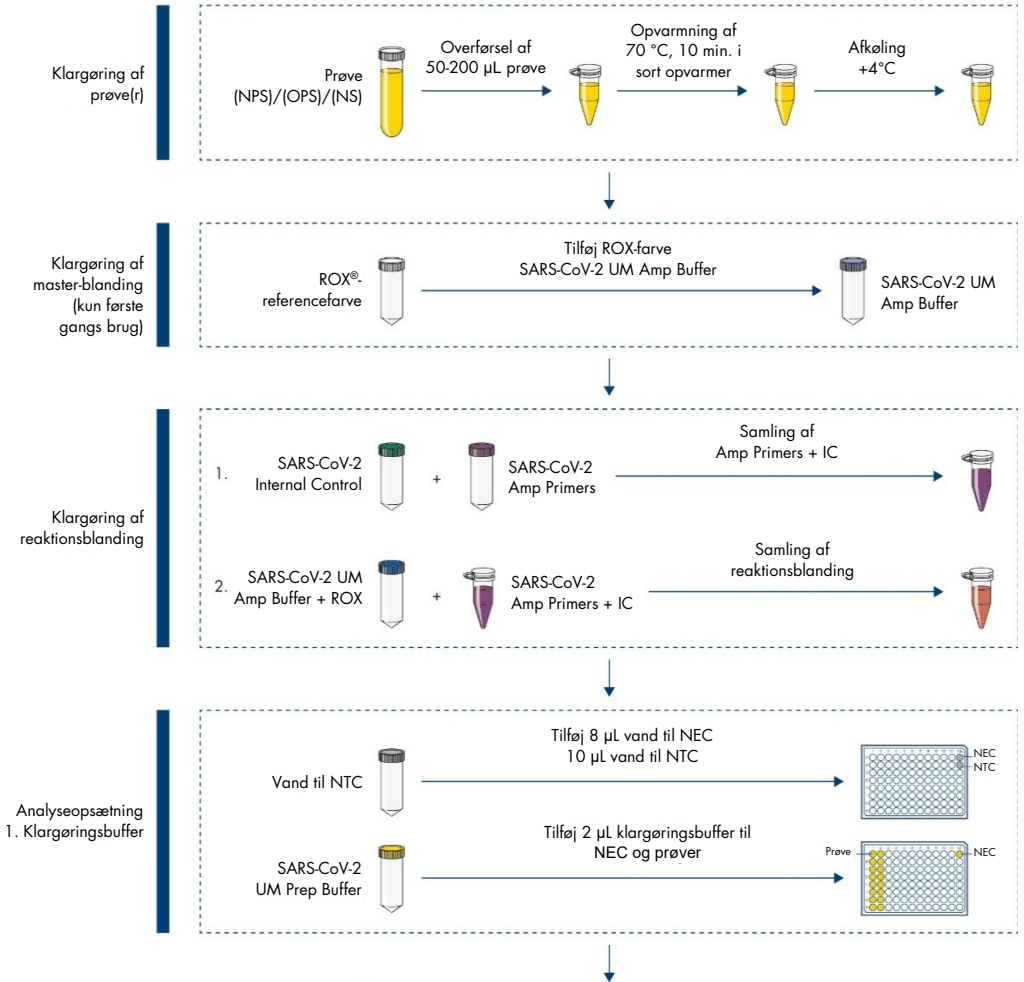 Klargøring af
prøve(r)
Prøve
(NPS)/(OPS)/(NS)
Overførsel af
50-200 µL prøve
Opvarmning af
70 °C, 10 min. i
sort opvarmer
Afkøling
+4°C
Klargøring af
master-blanding
(kun første
gangs brug)
ROX®-
referencefarve
Tilføj ROX-farve
SARS-CoV-2 UM Amp Buffer
SARS-CoV-2 UM
Amp Buffer
Klargøring af
reaktionsblanding
1.
SARS-CoV-2
Internal Control
+
SARS-CoV-2
Amp Primers
Samling af
Amp Primers + IC
2.
SARS-CoV-2 UM
Amp Buffer + ROX
+
SARS-CoV-2
Amp Primers + IC
Samling af
reaktionsblanding
Analyseopsætning
1. Klargøringsbuffer
Vand til NTC
Tilføj 8 µL vand til NEC
10 µL vand til NTC
NEC
NTC
SARS-CoV-2
UM Prep Buffer
Tilføj 2 µL klargøringsbuffer til
NEC og prøver
Prøve
NEC